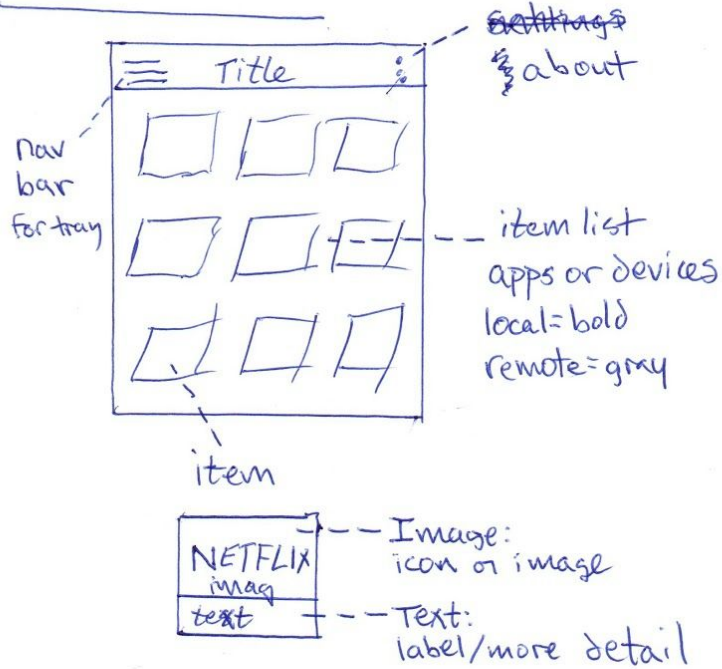 settings
about
Title
nav
bar
for tray
item list
apps or devices
local=bold
remote=gray
item
NETFLIX
imag
text
Image:
icon or image
Text:
label/more detail